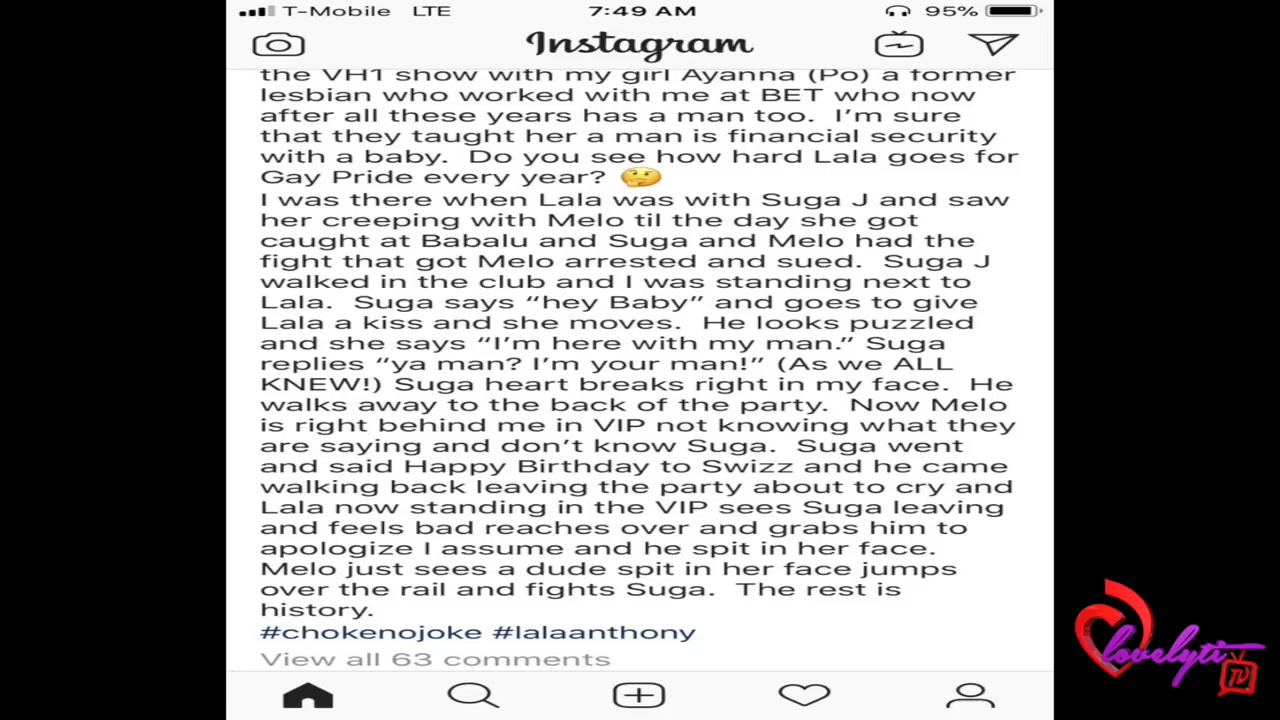 T-Mobile LTE 7:49 AM 95%
Instagram
the VH1 show with my girl Ayanna (Po) a former
lesbian who worked with me at BET who now
after all these years has a man too.  I’m sure
that they taught her a man is financial security
with a baby.  Do you see how hard Lala goes for
Gay Pride every year? 🤔
I was there when Lala was with Suga J and saw
her creeping with Melo til the day she got
caught at Babalu and Suga and Melo had the
fight that got Melo arrested and sued.  Suga J
walked in the club and I was standing next to
Lala.  Suga says “hey Baby” and goes to give
Lala a kiss and she moves.  He looks puzzled
and she says “I’m here with my man.” Suga
replies “ya man? I’m your man!” (As we ALL
KNEW!) Suga heart breaks right in my face.  He
walks away to the back of the party.  Now Melo
is right behind me in VIP not knowing what they
are saying and don’t know Suga.  Suga went
and said Happy Birthday to Swizz and he came
walking back leaving the party about to cry and
Lala now standing in the VIP sees Suga leaving
and feels bad reaches over and grabs him to
apologize I assume and he spit in her face.
Melo just sees a dude spit in her face jumps
over the rail and fights Suga.  The rest is
history.
#chokenojoke #lalaanthony
View all 63 comments
lovelyti
TV